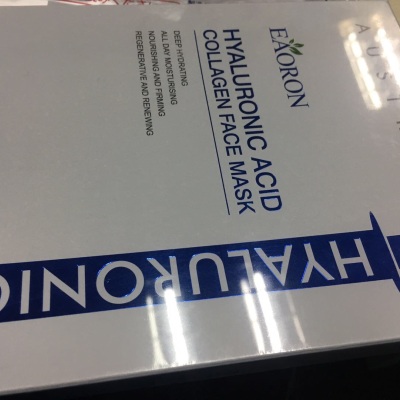 EAORON
HYALURONIC ACID
COLLAGEN FACE MASK
DEEP HYDRATING
ALL DAY MOISTURISING
NOURISHING AND FIRMING
REGENERATIVE AND RENEWING
HYALURONIC